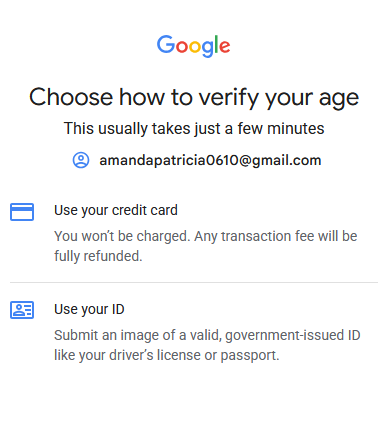 Google
Choose how to verify your age
This usually takes just a few minutes
amandapatricia0610@gmail.com
Use your credit card
You won't be charged. Any transaction fee will be
fully refunded.
Use your ID
Submit an image of a valid, government-issued ID
like your driver's license or passport.